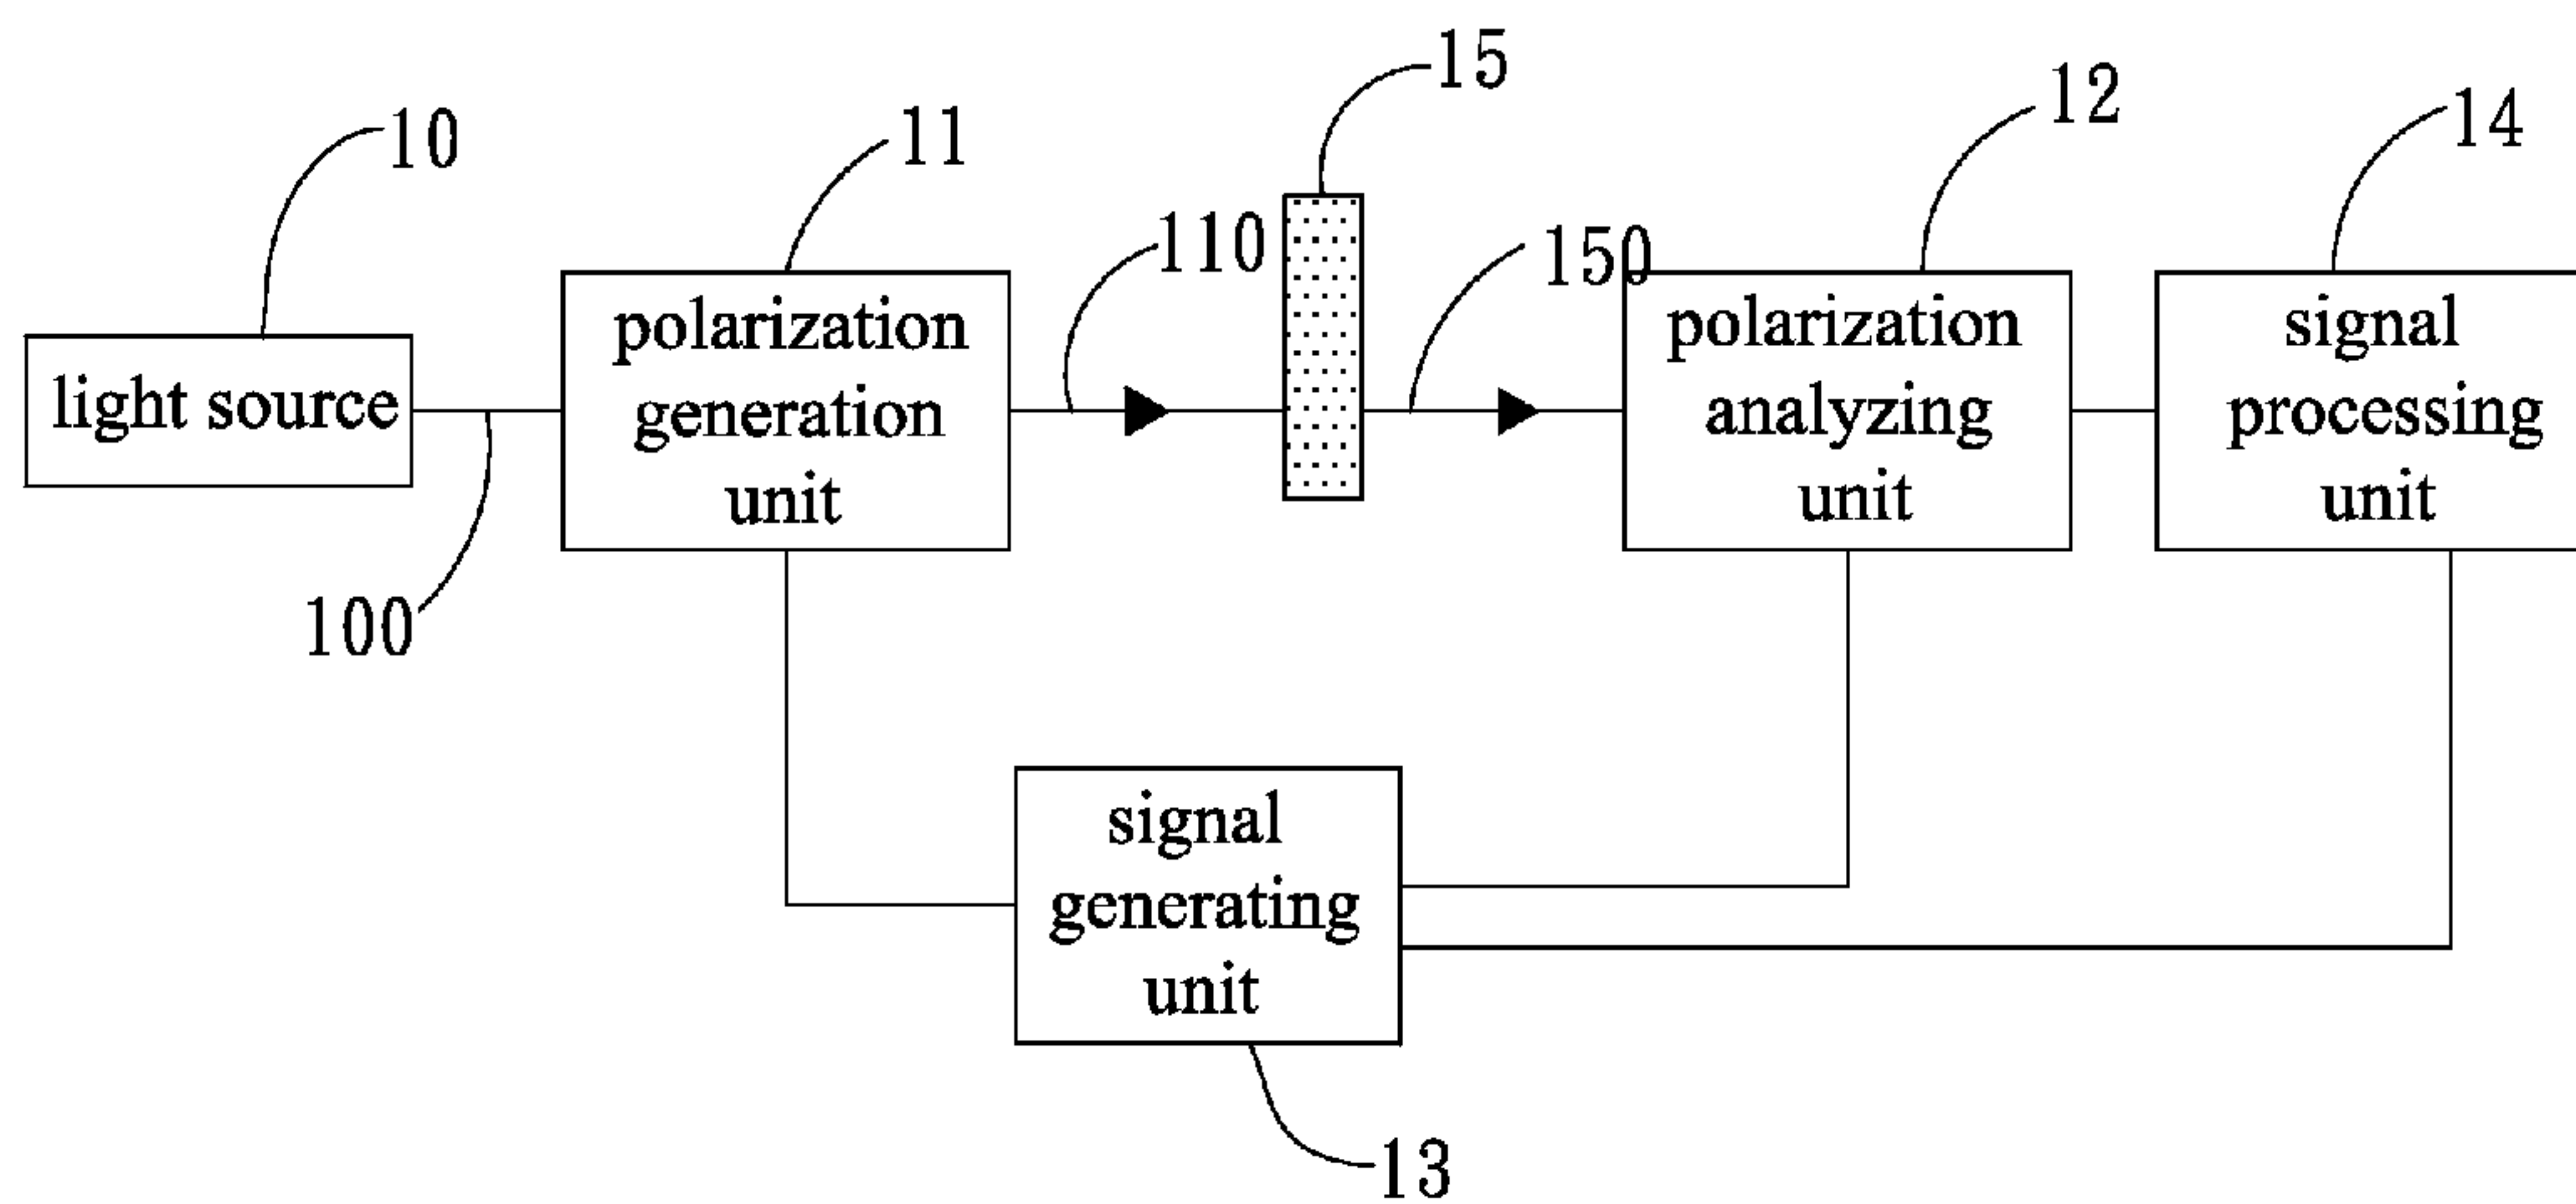 15
12
14
10
11
110
150
light source
polarization
generation
unit
polarization
analyzing
unit
signal
processing
unit
100
signal
generating
unit
13